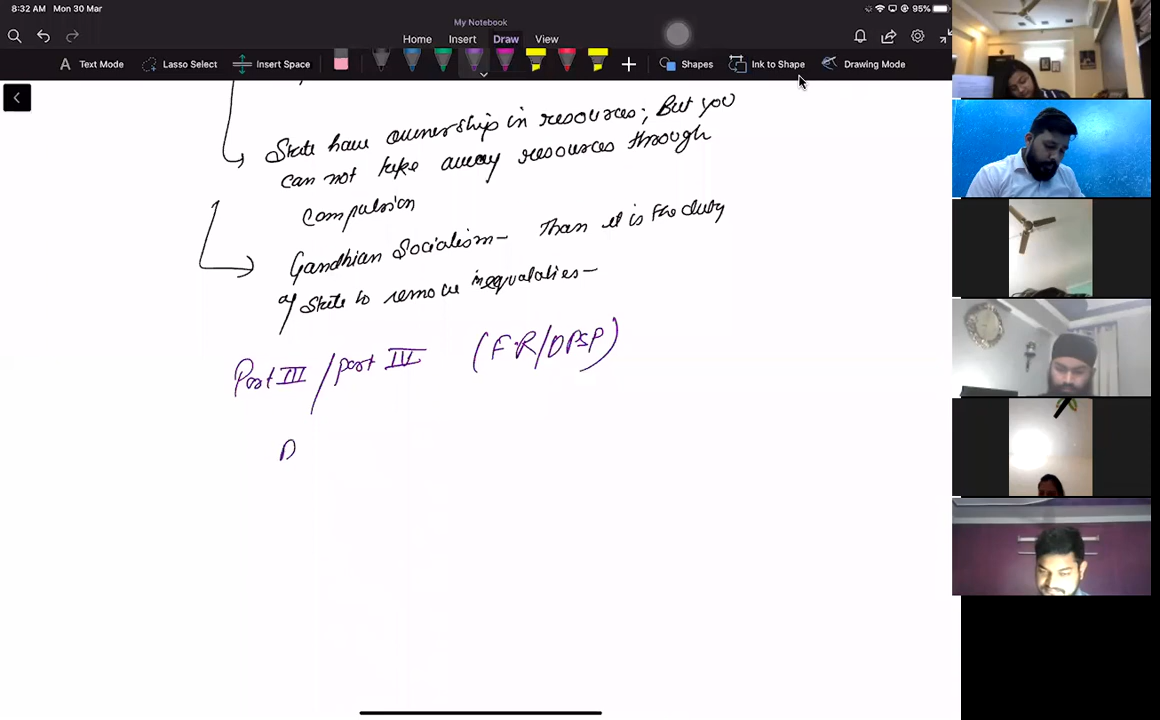 8:32 AM Mon 30 Mar
95%
My Notebook
Home Insert Draw View
Text Mode Lasso Select Insert Space Shapes Ink to Shape Drawing Mode
State have ownership in resources; But you
can not take away resources through
compulsion
Gandhian Socialism- Than it is the duty
of State to remove inequalaties-
Part III / part IV (F.R/DPSP)
D